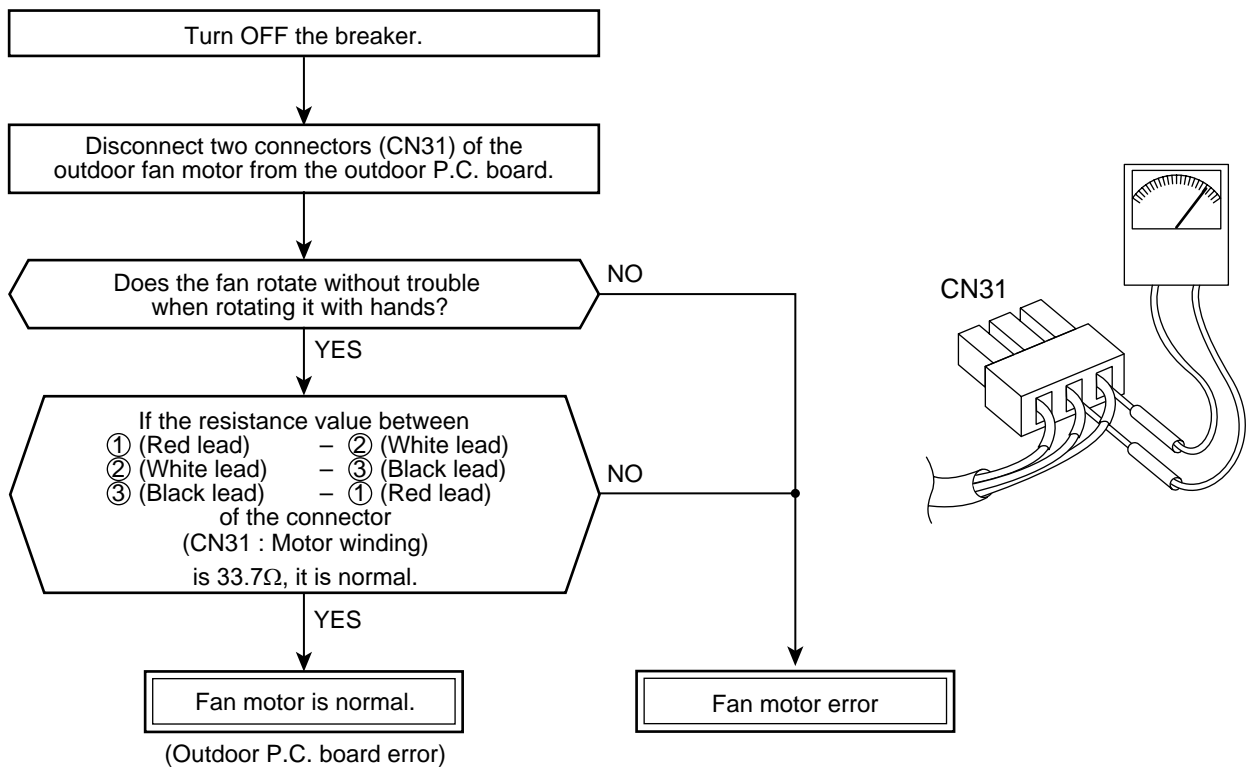 Turn OFF the breaker.
Disconnect two connectors (CN31) of the
outdoor fan motor from the outdoor P.C. board.
Does the fan rotate without trouble
when rotating it with hands?
NO
YES
If the resistance value between
① (Red lead) – ② (White lead)
② (White lead) – ③ (Black lead)
③ (Black lead) – ① (Red lead)
of the connector
(CN31 : Motor winding)
is 33.7Ω, it is normal.
NO
YES
Fan motor is normal.
(Outdoor P.C. board error)
Fan motor error
CN31